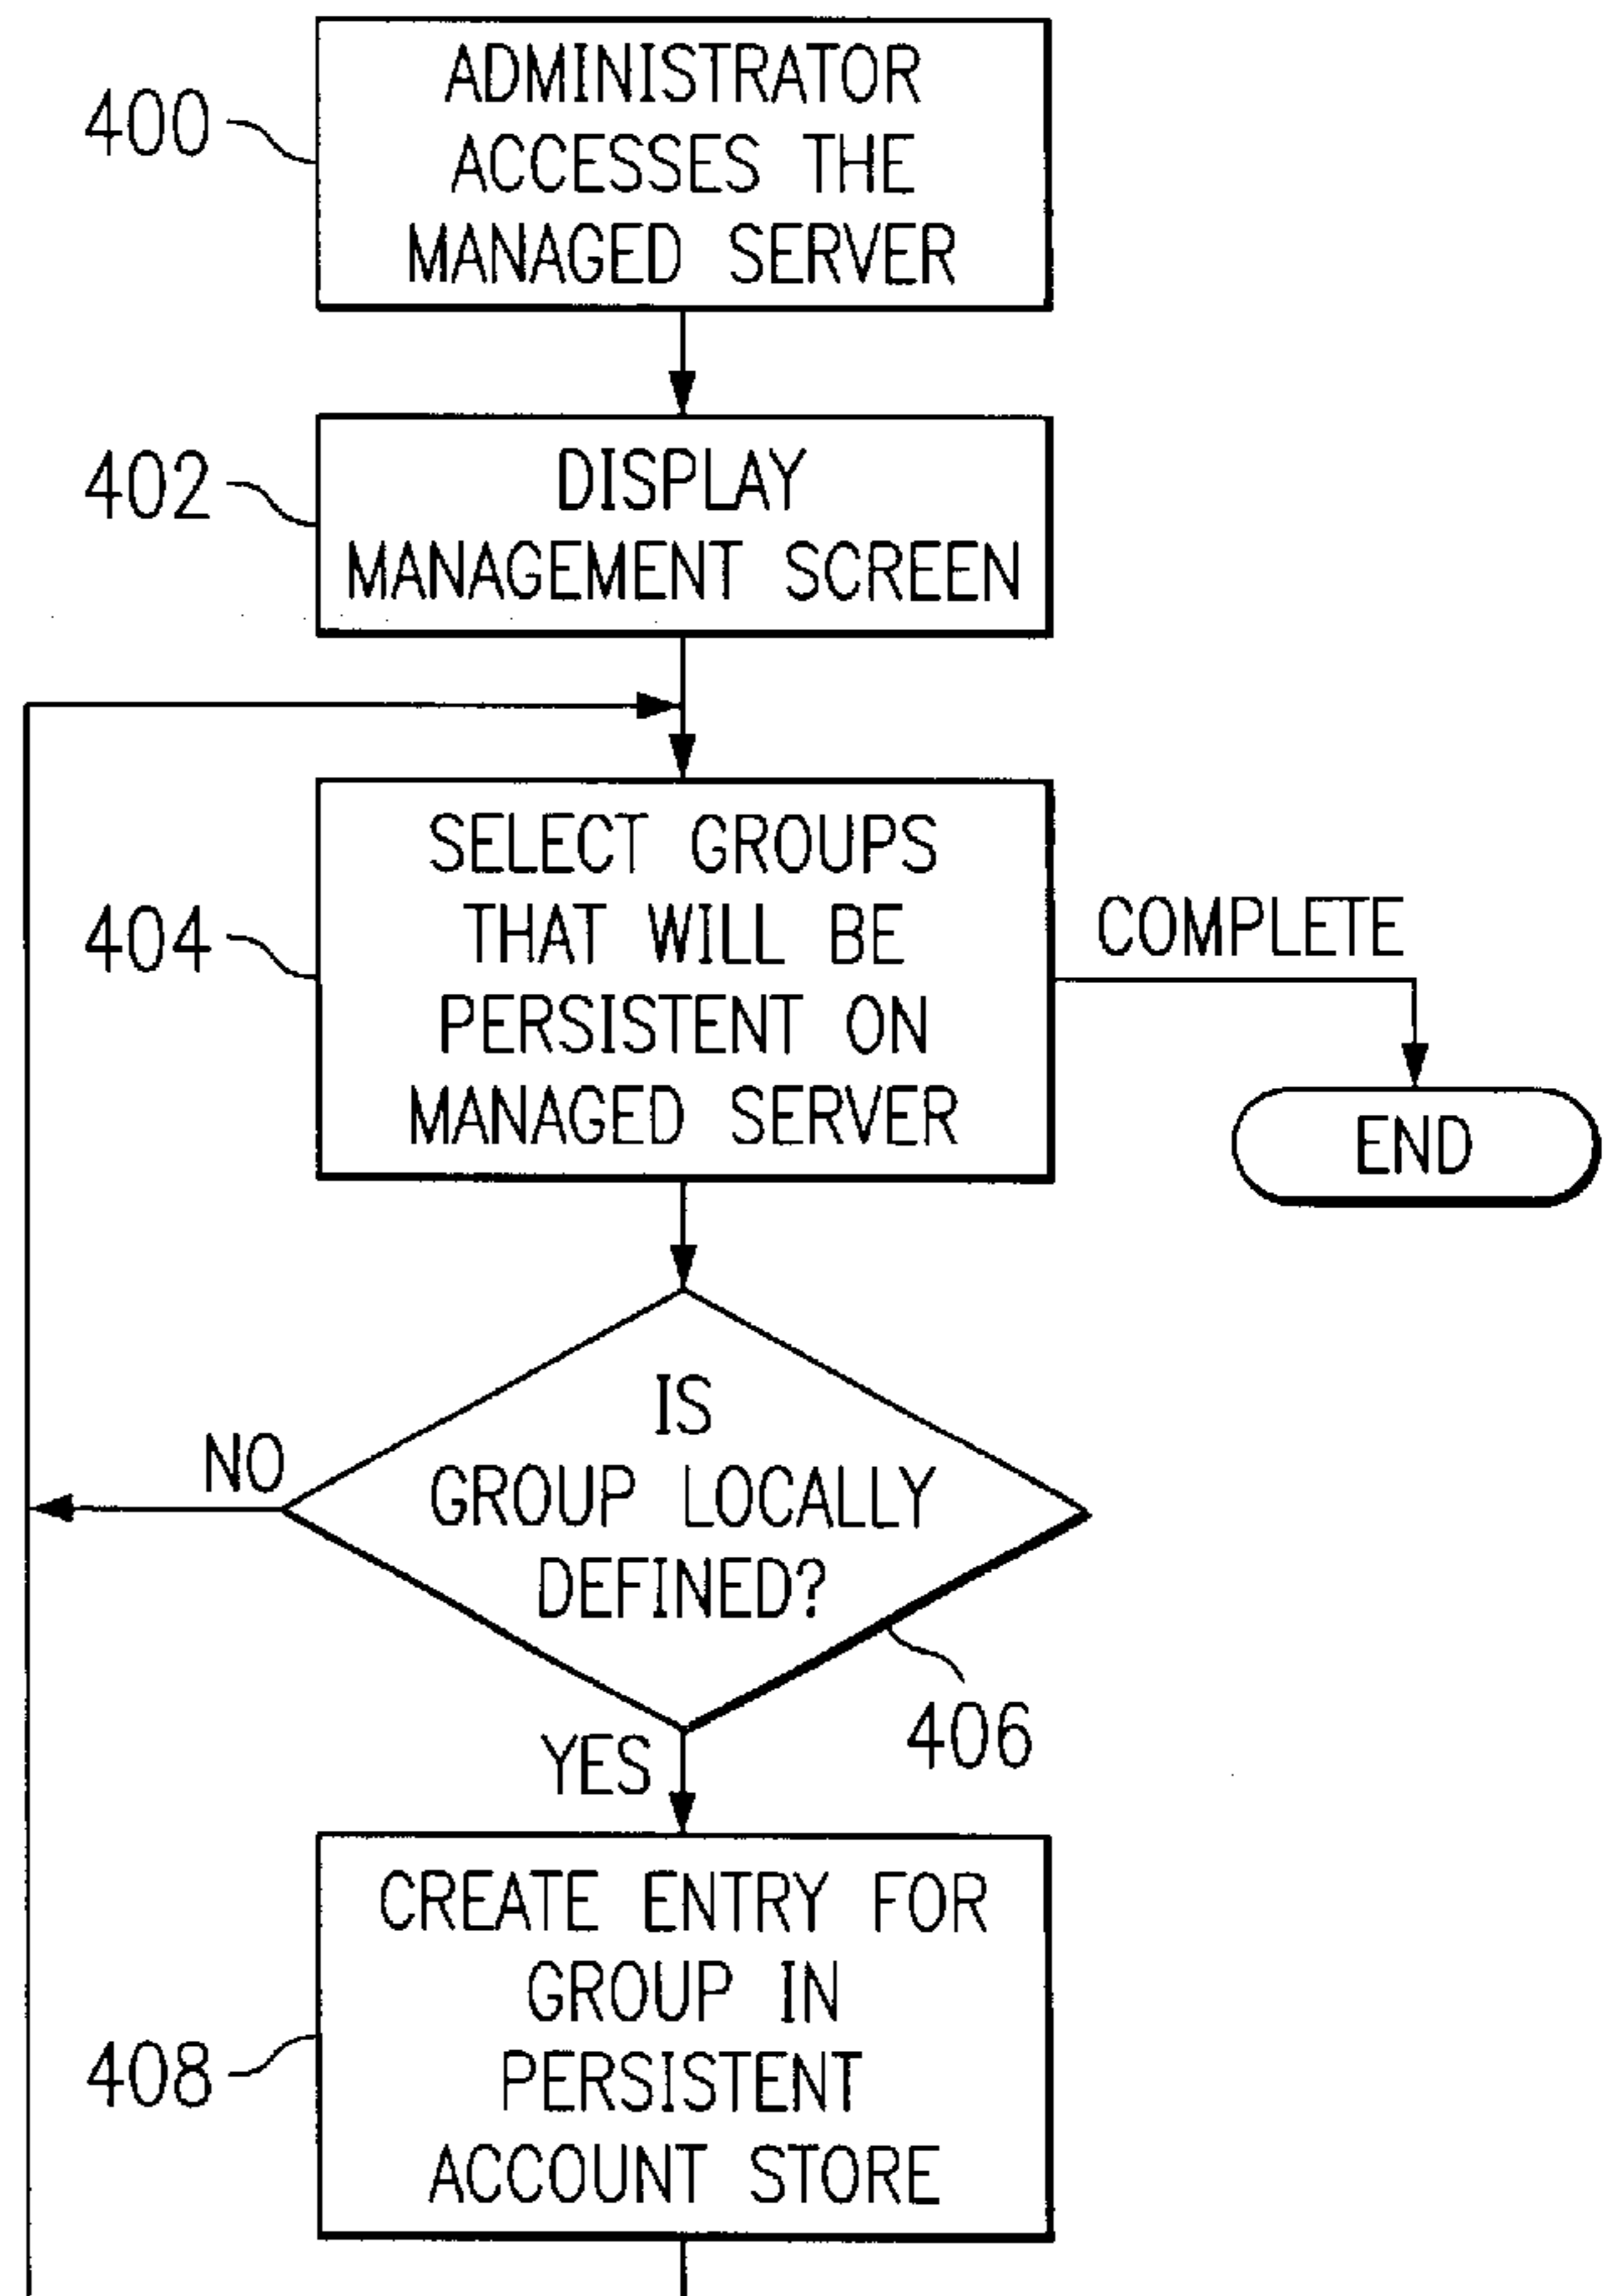 400
ADMINISTRATOR
ACCESSES THE
MANAGED SERVER
402
DISPLAY
MANAGEMENT SCREEN
404
SELECT GROUPS
THAT WILL BE
PERSISTENT ON
MANAGED SERVER
COMPLETE
END
IS
GROUP LOCALLY
DEFINED?
NO
406
YES
408
CREATE ENTRY FOR
GROUP IN
PERSISTENT
ACCOUNT STORE